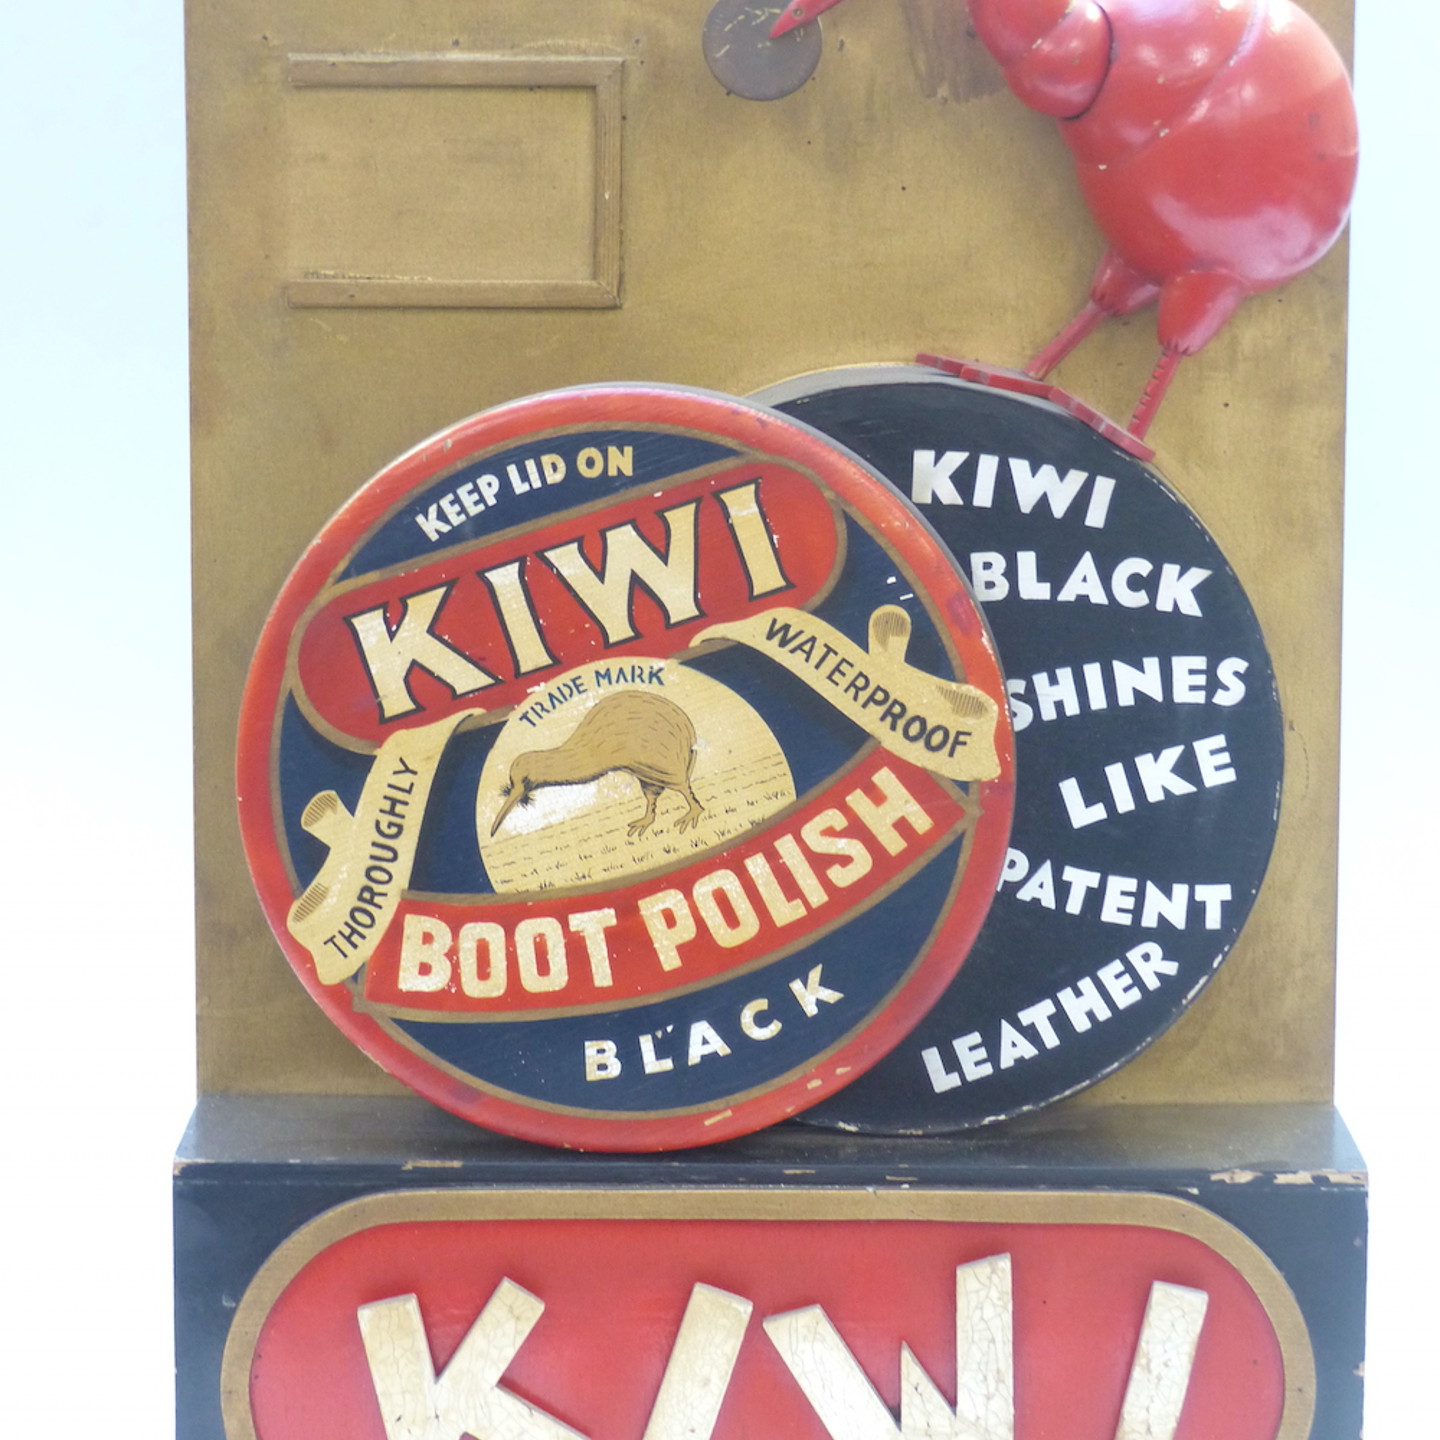 KEEP LID ON
KIWI
TRADE MARK
THOROUGHLY
WATERPROOF
BOOT POLISH
BLACK
KIWI
BLACK
SHINES
LIKE
PATENT
LEATHER
KIWI